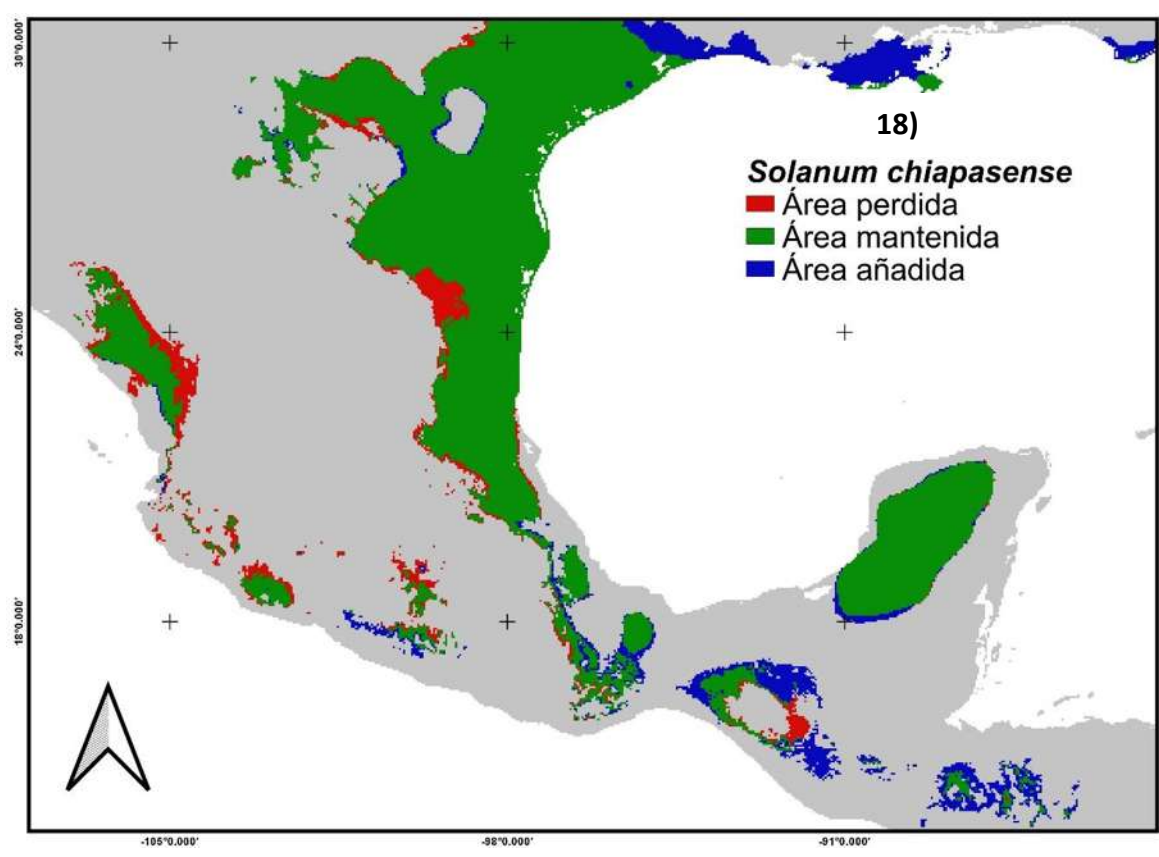 18)
Solanum chiapasense
Área perdida
Área mantenida
Área añadida
30°0.000'
24°0.000'
18°0.000'
-105°0.000'
-98°0.000'
-91°0.000'